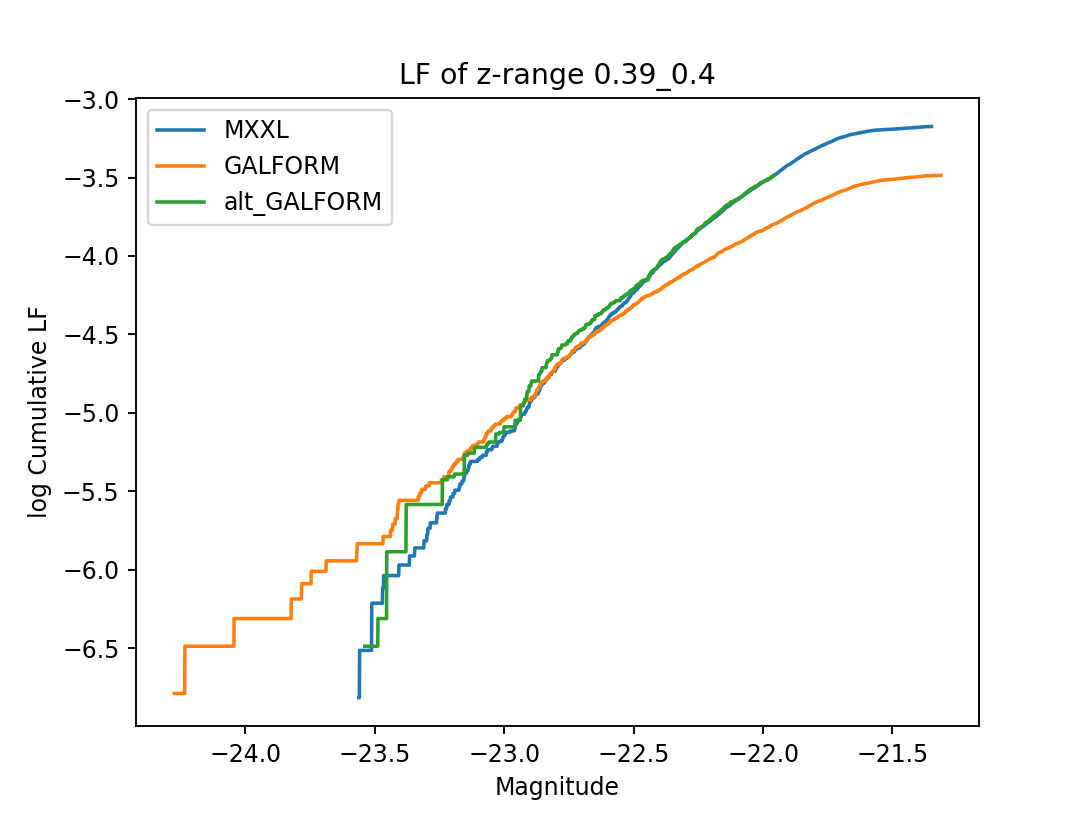 LF of z-range 0.39_0.4
MXXL
GALFORM
alt_GALFORM
log Cumulative LF
−3.0
−3.5
−4.0
−4.5
−5.0
−5.5
−6.0
−6.5
−24.0 −23.5 −23.0 −22.5 −22.0 −21.5
Magnitude